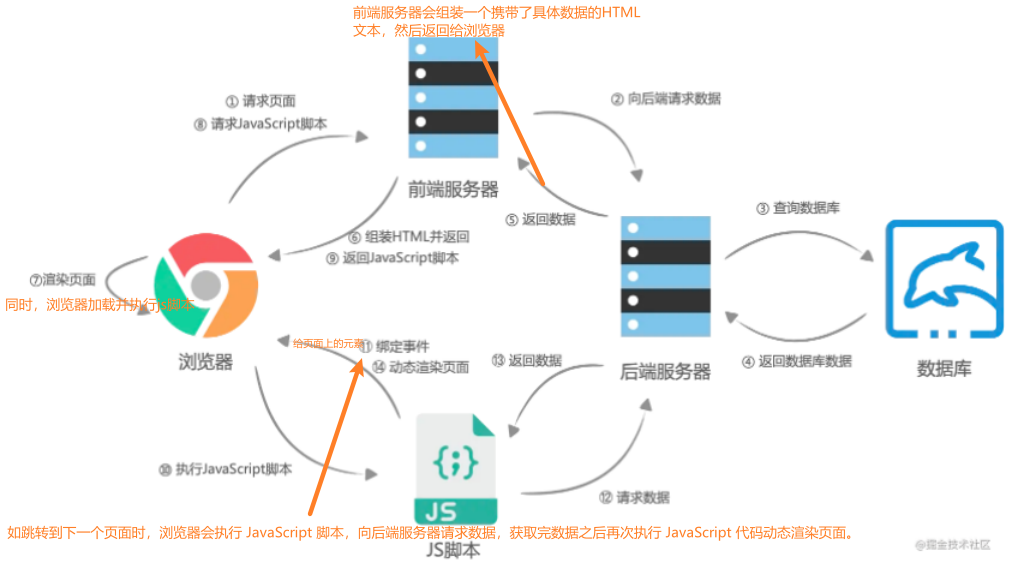 前端服务器会组装一个携带了具体数据的HTML
文本，然后返回给浏览器
① 请求页面
⑧ 请求JavaScript脚本
② 向后端请求数据
前端服务器
⑤ 返回数据
③ 查询数据库
⑥ 组装HTML并返回
⑨ 返回JavaScript脚本
⑦渲染页面
同时，浏览器加载并执行js脚本
浏览器
给页面上的元素
⑪ 绑定事件
⑭ 动态渲染页面
⑬ 返回数据
后端服务器
④ 返回数据库数据
数据库
⑩ 执行JavaScript脚本
{;}
JS
⑫ 请求数据
如跳转到下一个页面时，浏览器会执行 JavaScript 脚本，向后端服务器请求数据，获取完数据之后再次执行 JavaScript 代码动态渲染页面。
JS脚本
@掘金技术社区